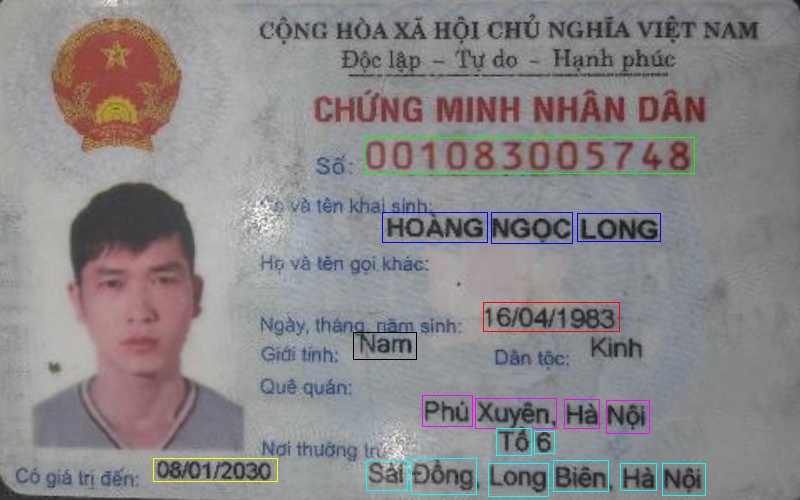 CỘNG HÒA XÃ HỘI CHỦ NGHĨA VIỆT NAM
Độc lập - Tự do - Hạnh phúc
CHỨNG MINH NHÂN DÂN
Số: 001083005748
Họ và tên khai sinh:
HOÀNG NGỌC LONG
Họ và tên gọi khác:
Ngày, tháng, năm sinh: 16/04/1983
Giới tính: Nam Dân tộc: Kinh
Quê quán:
Phú Xuyên, Hà Nội
Nơi thường trú Tổ 6
Có giá trị đến: 08/01/2030 Sài Đồng, Long Biên, Hà Nội